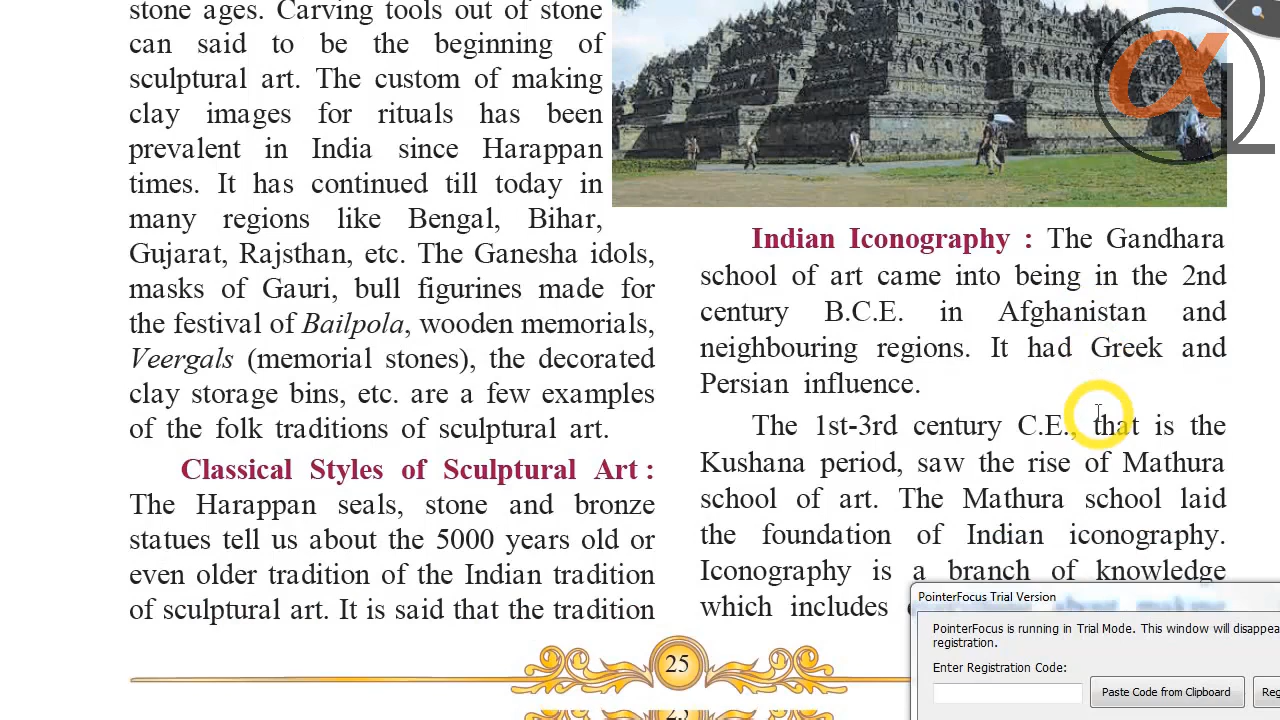 stone ages. Carving tools out of stone
can said to be the beginning of
sculptural art. The custom of making
clay images for rituals has been
prevalent in India since Harappan
times. It has continued till today in
many regions like Bengal, Bihar,
Gujarat, Rajsthan, etc. The Ganesha idols,
masks of Gauri, bull figurines made for
the festival of Bailpola, wooden memorials,
Veergals (memorial stones), the decorated
clay storage bins, etc. are a few examples
of the folk traditions of sculptural art.
Classical Styles of Sculptural Art :
The Harappan seals, stone and bronze
statues tell us about the 5000 years old or
even older tradition of the Indian tradition
of sculptural art. It is said that the tradition
Indian Iconography : The Gandhara
school of art came into being in the 2nd
century B.C.E. in Afghanistan and
neighbouring regions. It had Greek and
Persian influence.
The 1st-3rd century C.E., that is the
Kushana period, saw the rise of Mathura
school of art. The Mathura school laid
the foundation of Indian iconography.
Iconography is a branch of knowledge
which includes
25
PointerFocus Trial Version
PointerFocus is running in Trial Mode. This window will disappea
registration.
Enter Registration Code:
Paste Code from Clipboard
Reg
αL